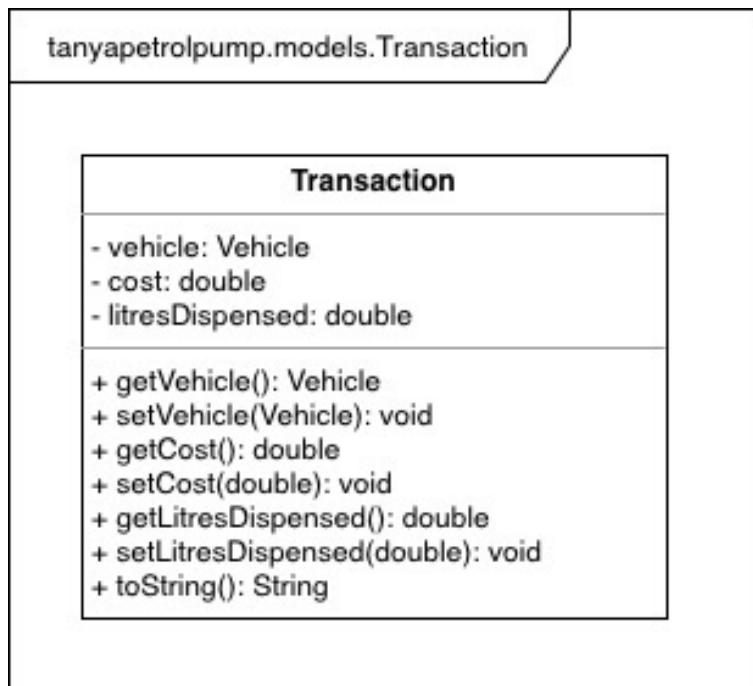 tanyapetrolpump.models.Transaction
Transaction
- vehicle: Vehicle
- cost: double
- litresDispensed: double
+ getVehicle(): Vehicle
+ setVehicle(Vehicle): void
+ getCost(): double
+ setCost(double): void
+ getLitresDispensed(): double
+ setLitresDispensed(double): void
+ toString(): String